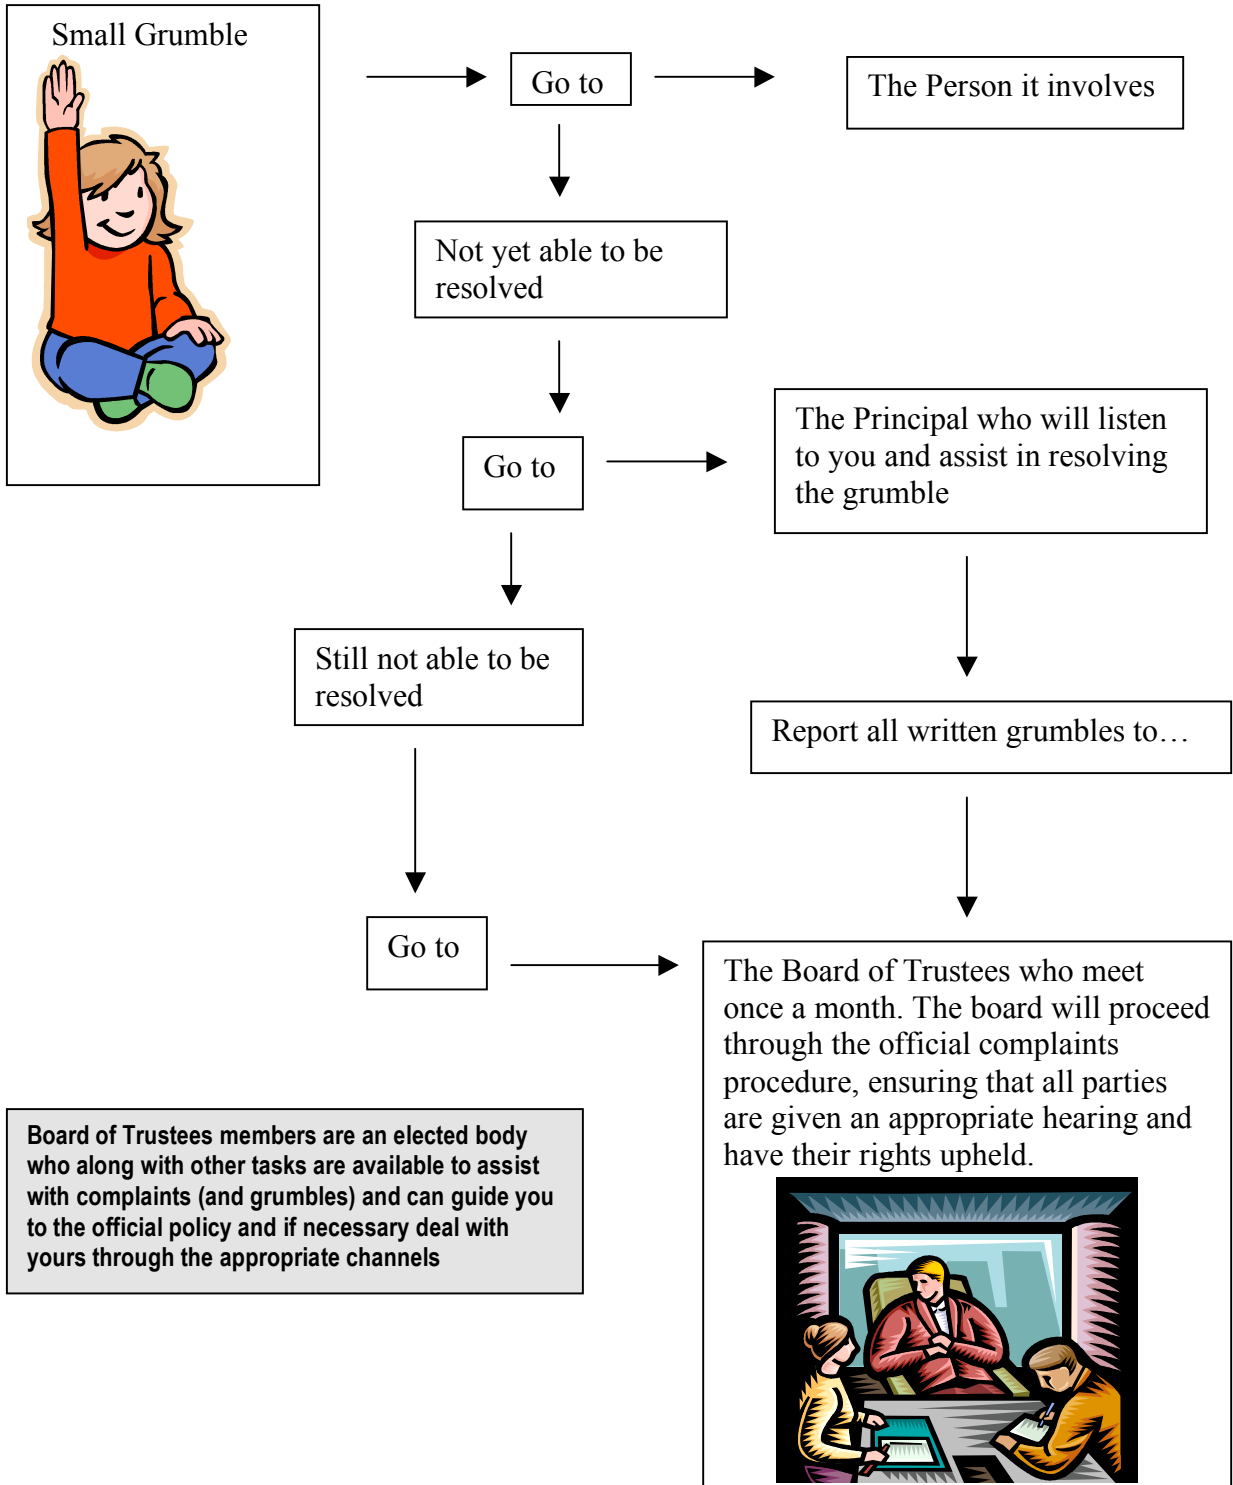 Small Grumble
Go to
The Person it involves
Not yet able to be
resolved
Go to
The Principal who will listen
to you and assist in resolving
the grumble
Still not able to be
resolved
Report all written grumbles to…
Go to
The Board of Trustees who meet
once a month. The board will proceed
through the official complaints
procedure, ensuring that all parties
are given an appropriate hearing and
have their rights upheld.
Board of Trustees members are an elected body
who along with other tasks are available to assist
with complaints (and grumbles) and can guide you
to the official policy and if necessary deal with
yours through the appropriate channels